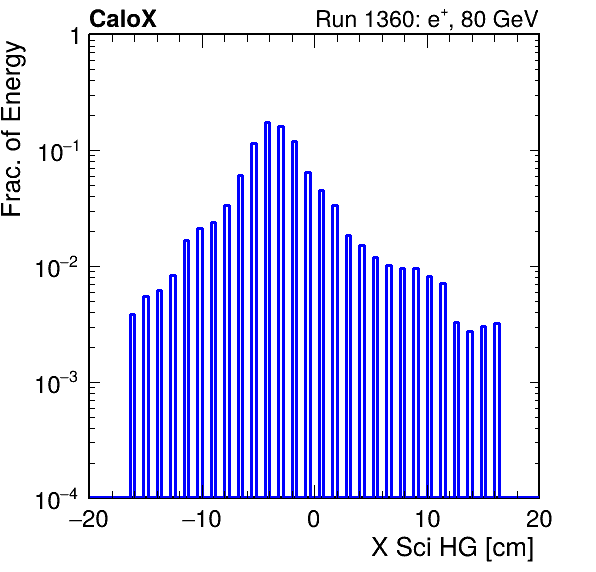 CaloX Run 1360: e⁺, 80 GeV
Frac. of Energy
1
10⁻¹
10⁻²
10⁻³
10⁻⁴
−20 −10 0 10 20
X Sci HG [cm]